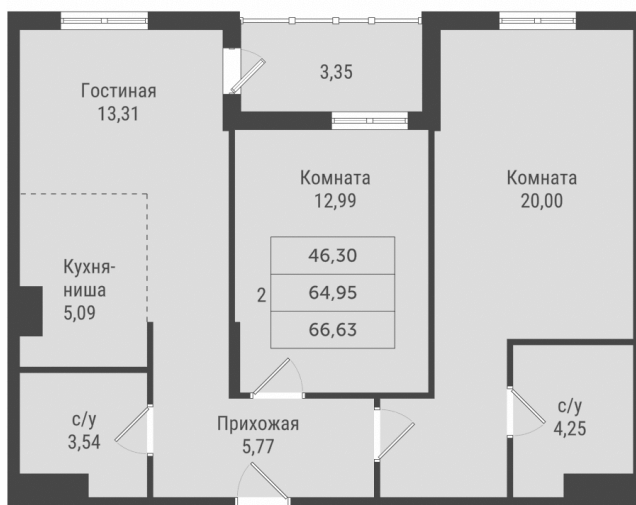 Гостиная
13,31
3,35
Комната
12,99
Комната
20,00
46,30
2
64,95
66,63
Кухня-
ниша
5,09
с/у
3,54
Прихожая
5,77
с/у
4,25